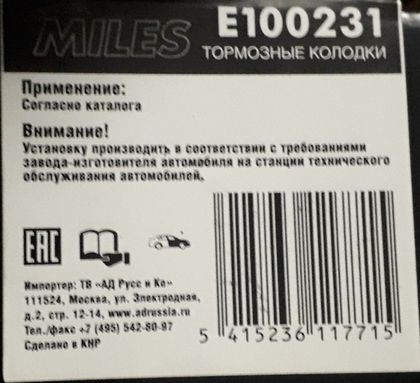 MILES
E100231
ТОРМОЗНЫЕ КОЛОДКИ
Применение:
Согласно каталога
Внимание!
Установку производить в соответствии с требованиями
завода-изготовителя автомобиля на станции технического
обслуживания автомобилей.
EAC
Импортер: ТВ «АД Русс и Ко»
111524, Москва, ул. Электродная,
д.2, стр. 12-14, www.adrussia.ru
Тел./факс +7 (495) 542-80-97
Сделано в КНР
5 415236 117715